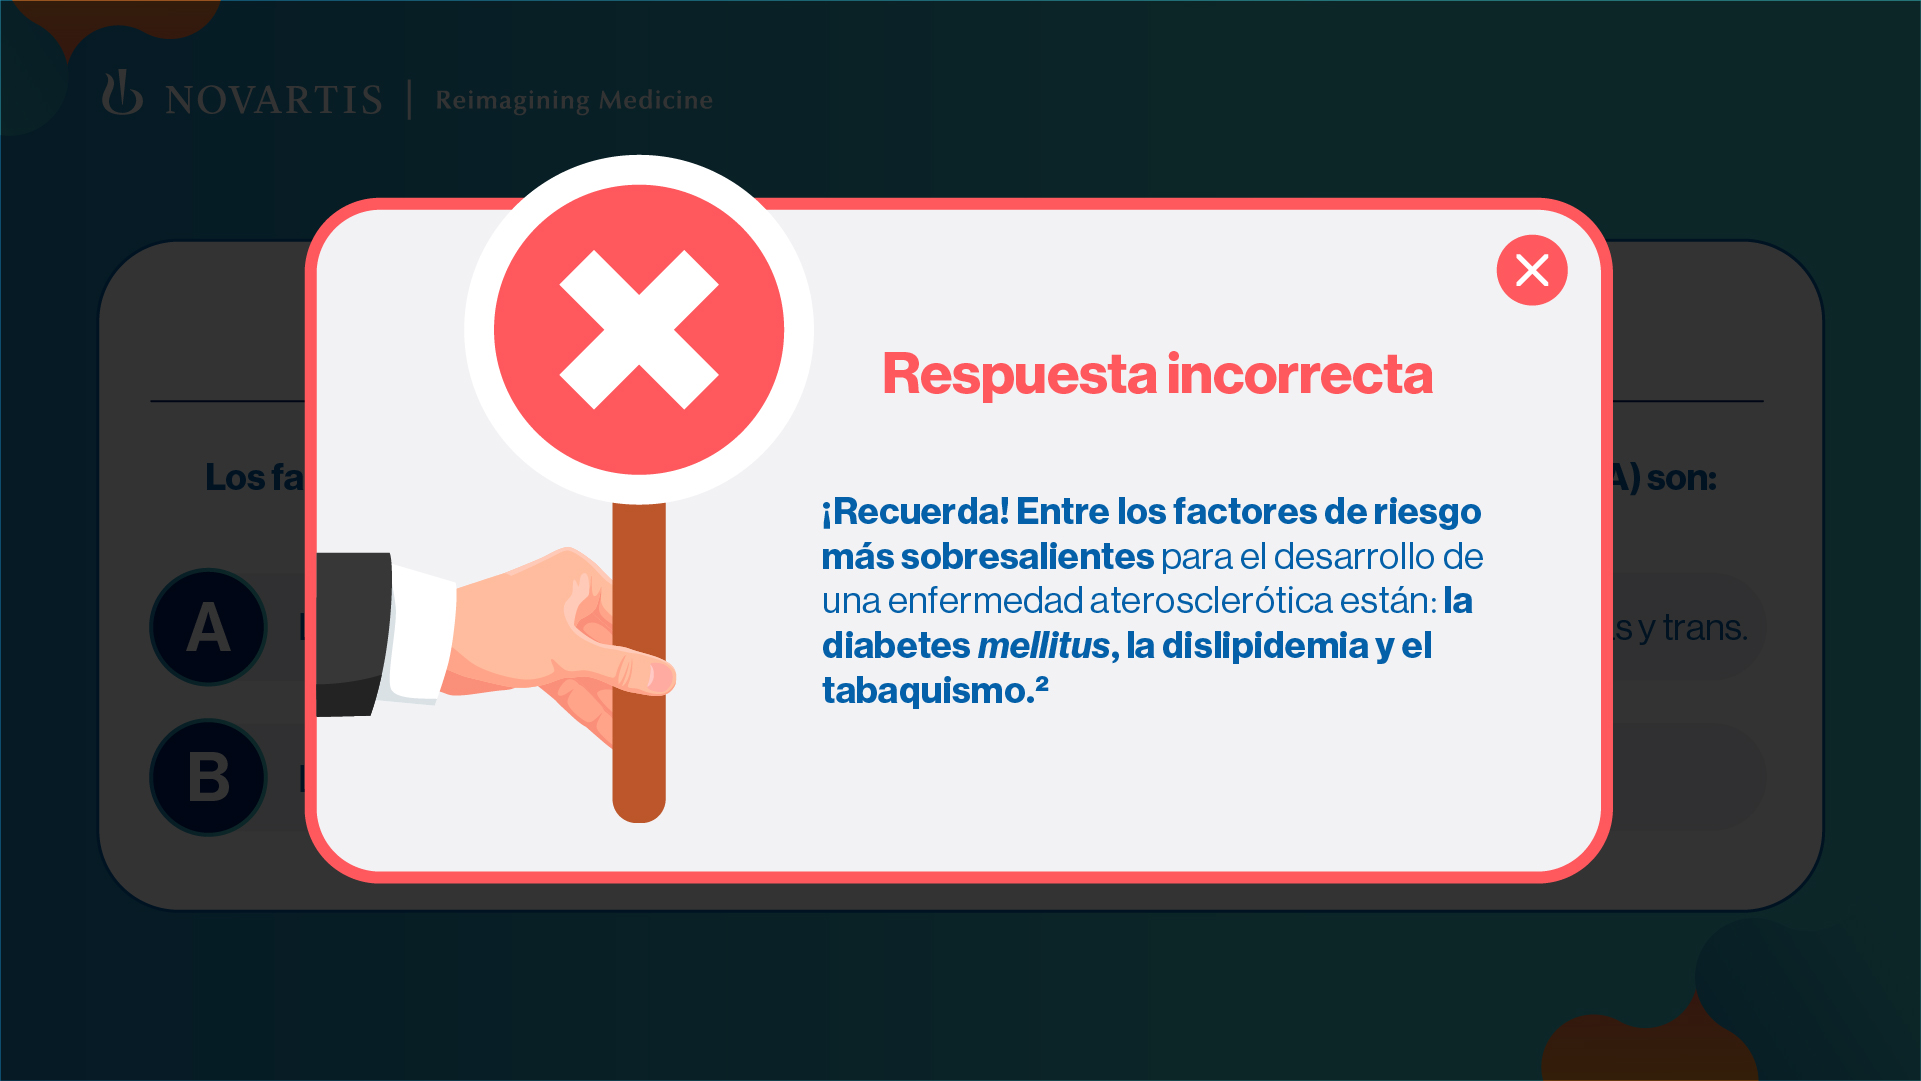 NOVARTIS | Reimagining Medicine
Respuesta incorrecta
Los fa
A) son:
¡Recuerda! Entre los factores de riesgo
más sobresalientes para el desarrollo de
una enfermedad aterosclerótica están: la
diabetes mellitus, la dislipidemia y el
tabaquismo.²
A
s y trans.
B